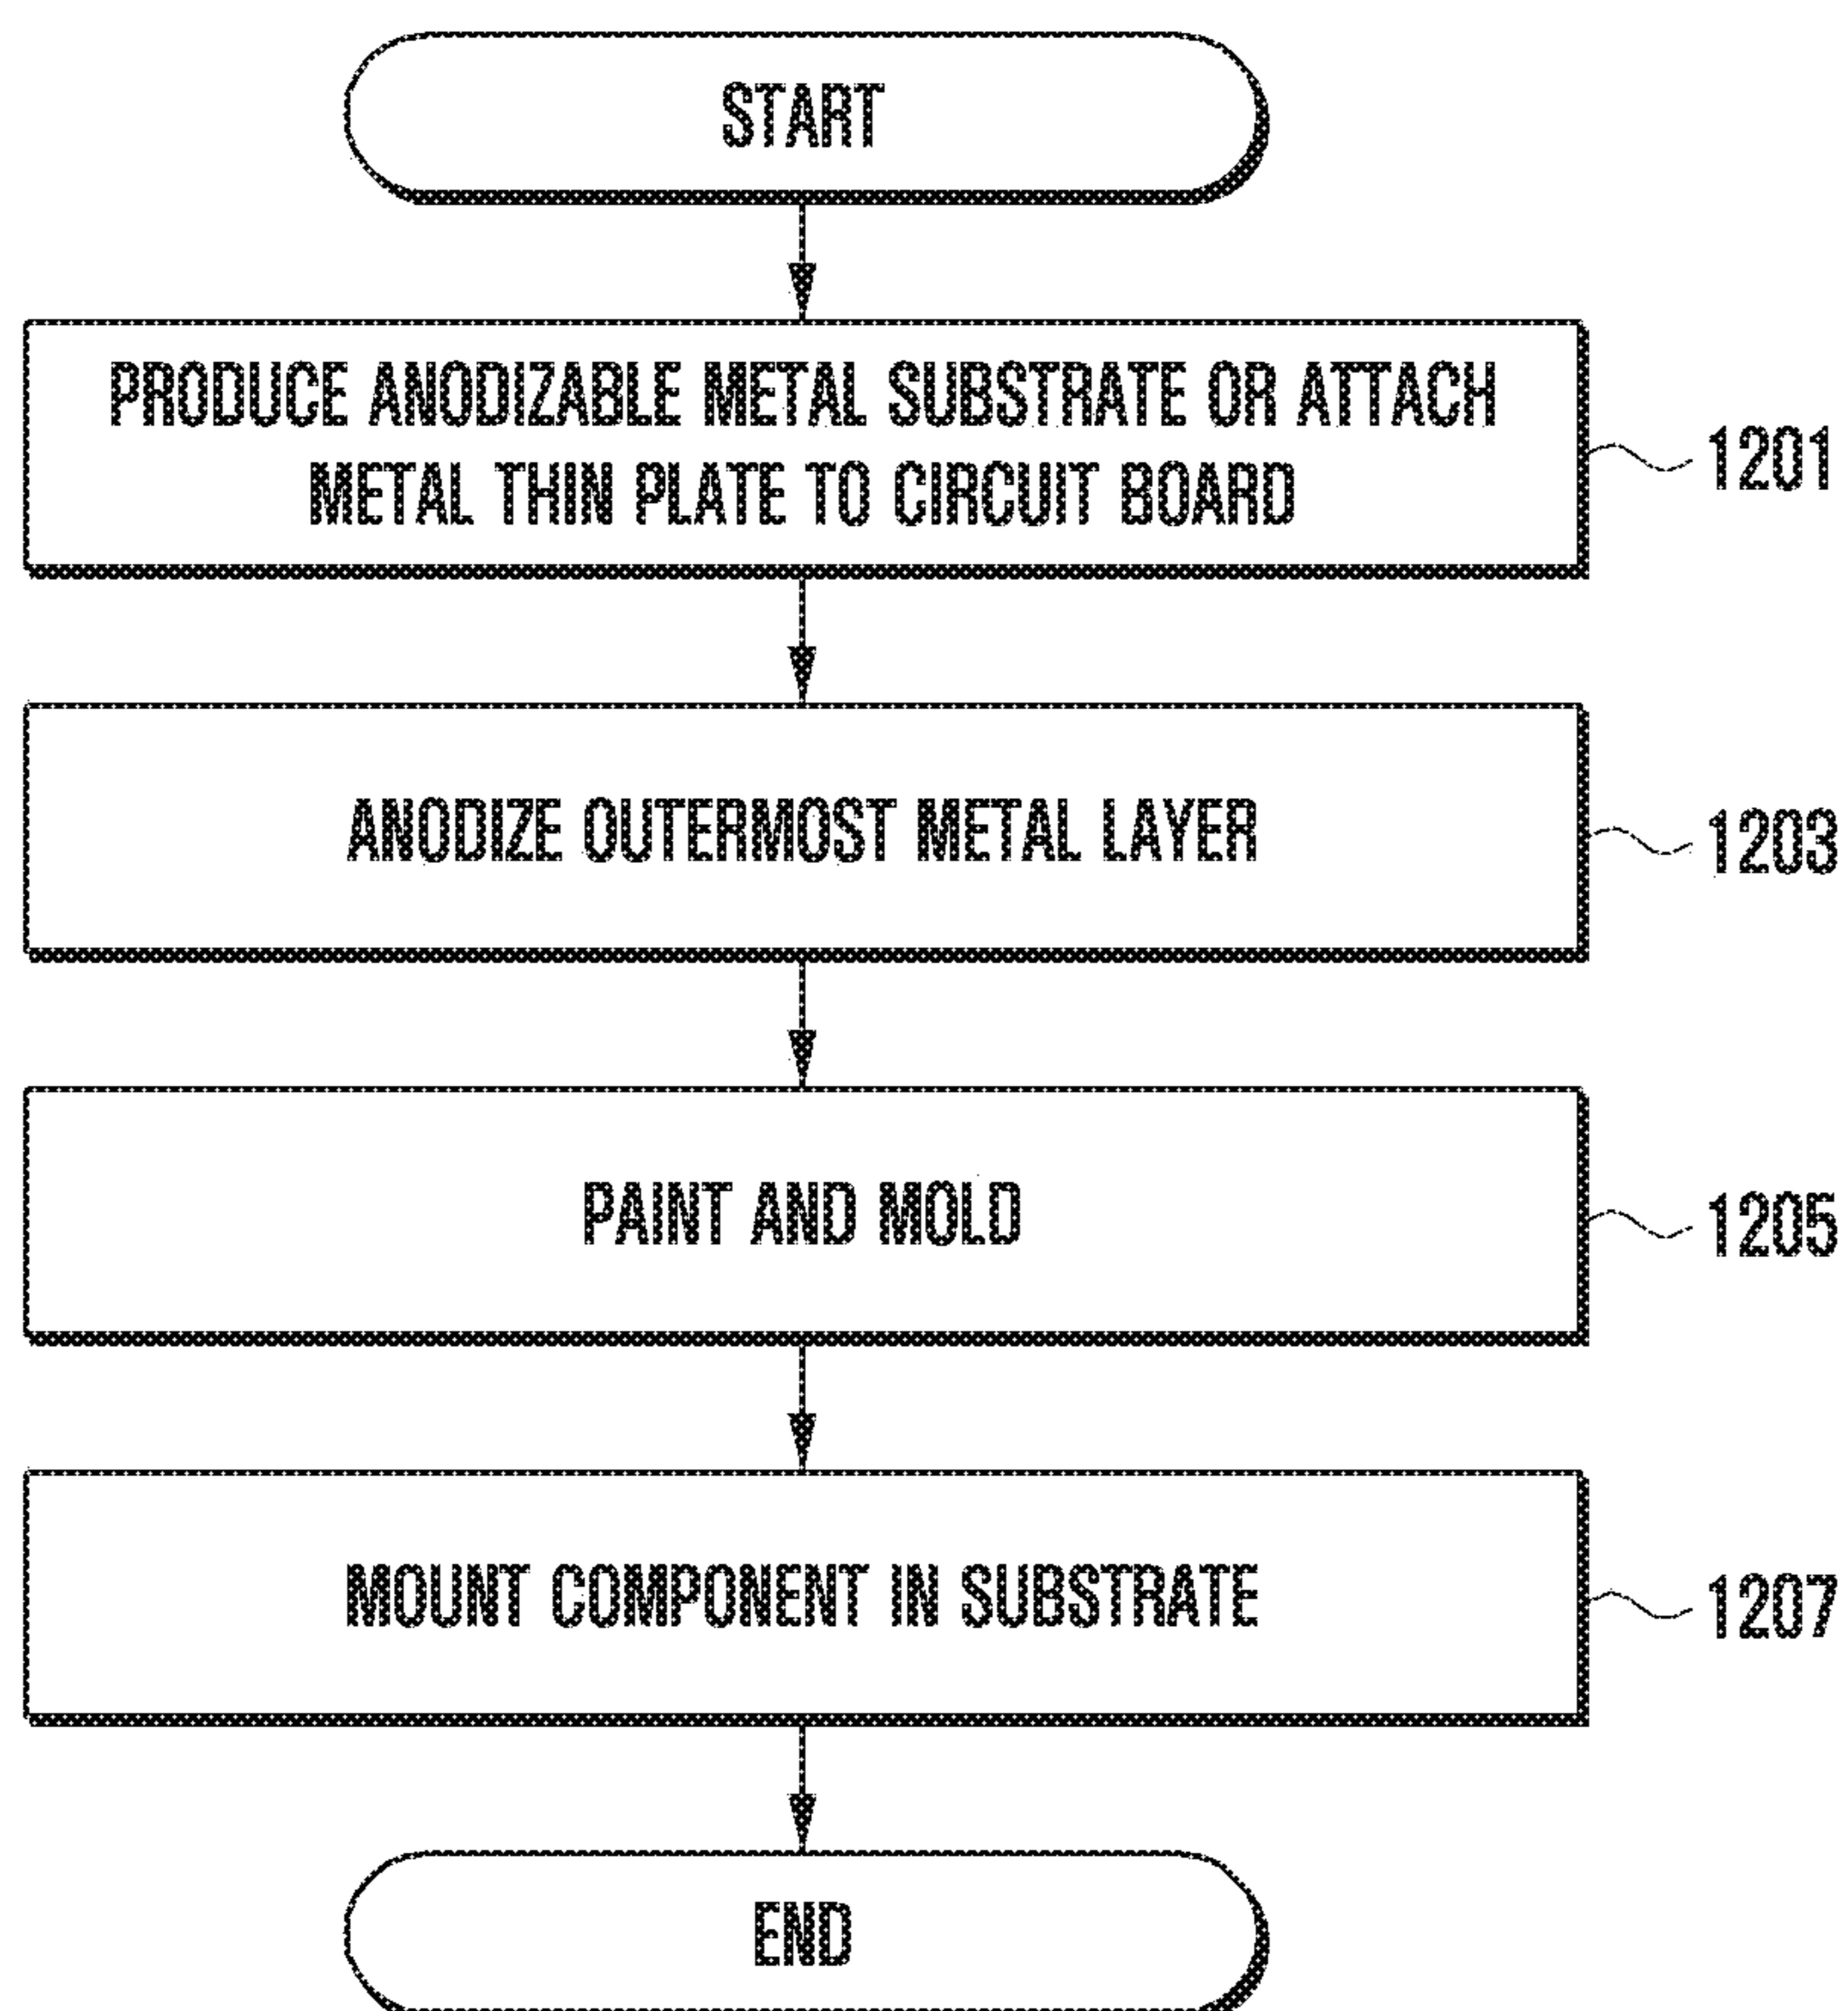 START
PRODUCE ANODIZABLE METAL SUBSTRATE OR ATTACH
METAL THIN PLATE TO CIRCUIT BOARD
1201
ANODIZE OUTERMOST METAL LAYER
1203
PAINT AND MOLD
1205
MOUNT COMPONENT IN SUBSTRATE
1207
END